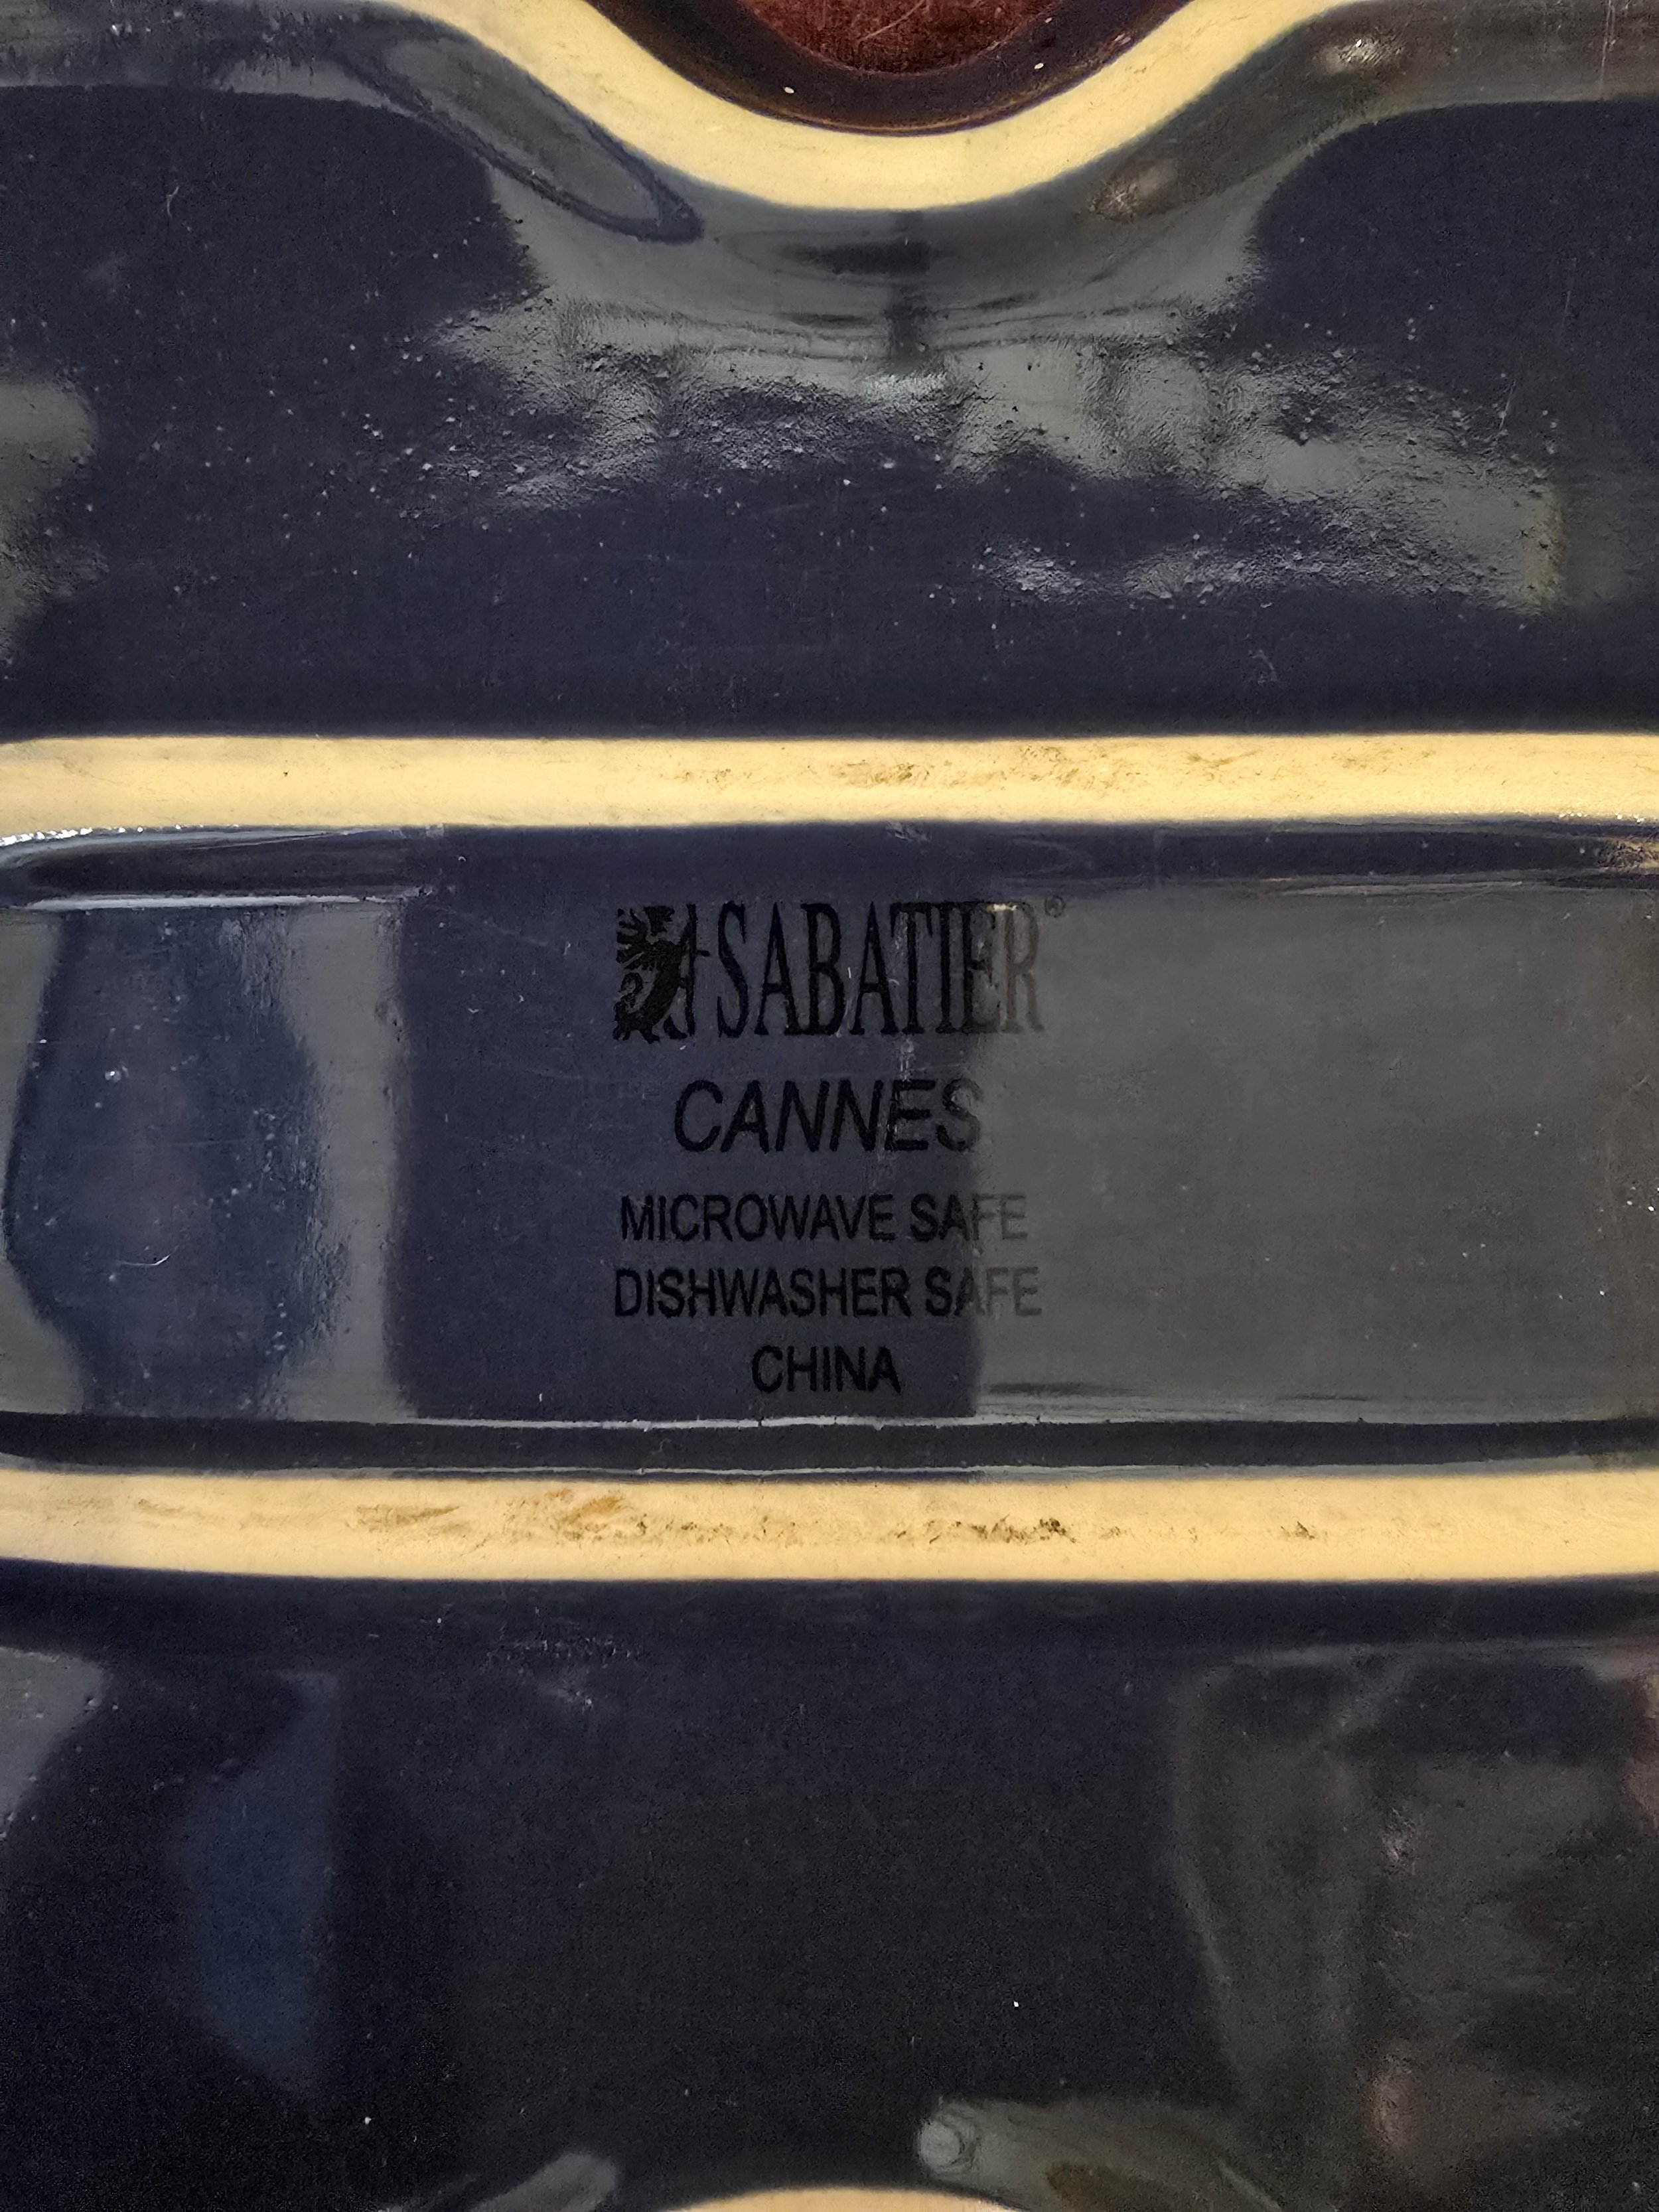 SABATIER®
CANNES
MICROWAVE SAFE
DISHWASHER SAFE
CHINA